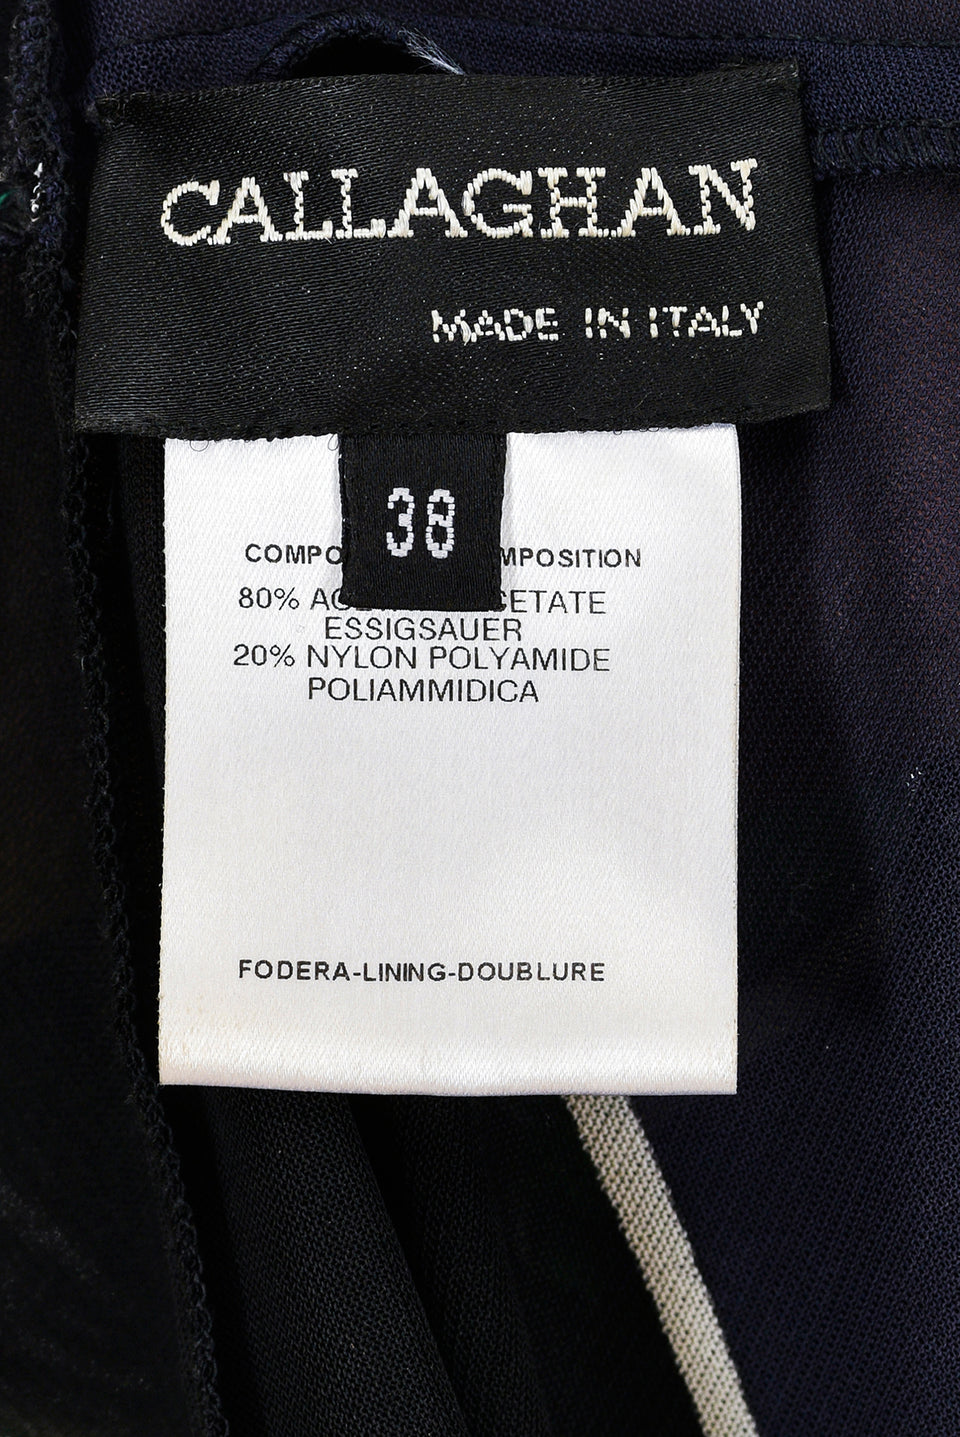 CALLAGHAN
MADE IN ITALY
38
COMPO MPOSITION
80% AC CETATE
ESSIGSAUER
20% NYLON POLYAMIDE
POLIAMMIDICA
FODERA-LINING-DOUBLURE